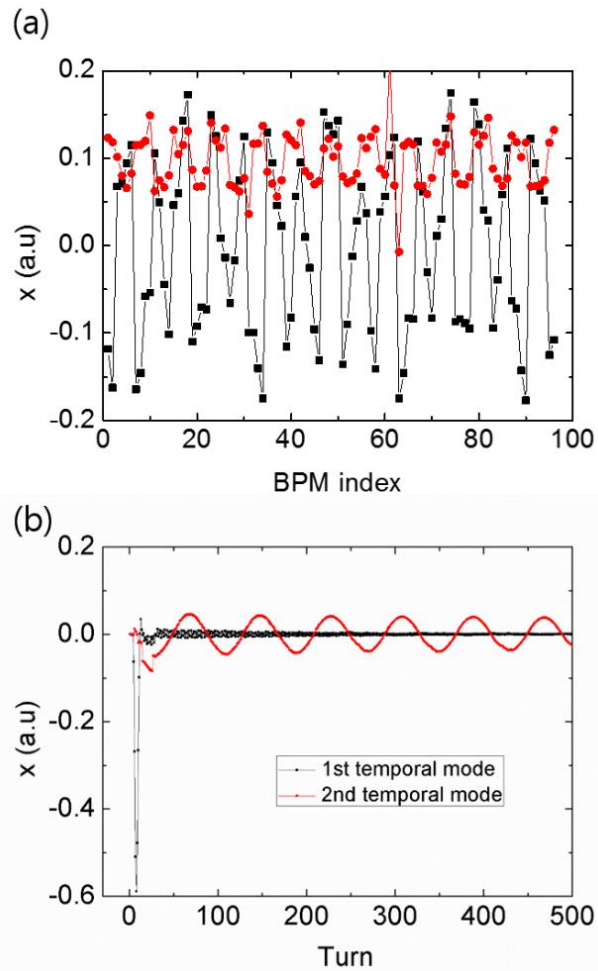 (a)
0.2
0.1
0.0
-0.1
-0.2
x (a.u)
0 20 40 60 80 100
BPM index
(b)
0.2
0.0
-0.2
-0.4
-0.6
x (a.u)
1st temporal mode
2nd temporal mode
0 100 200 300 400 500
Turn